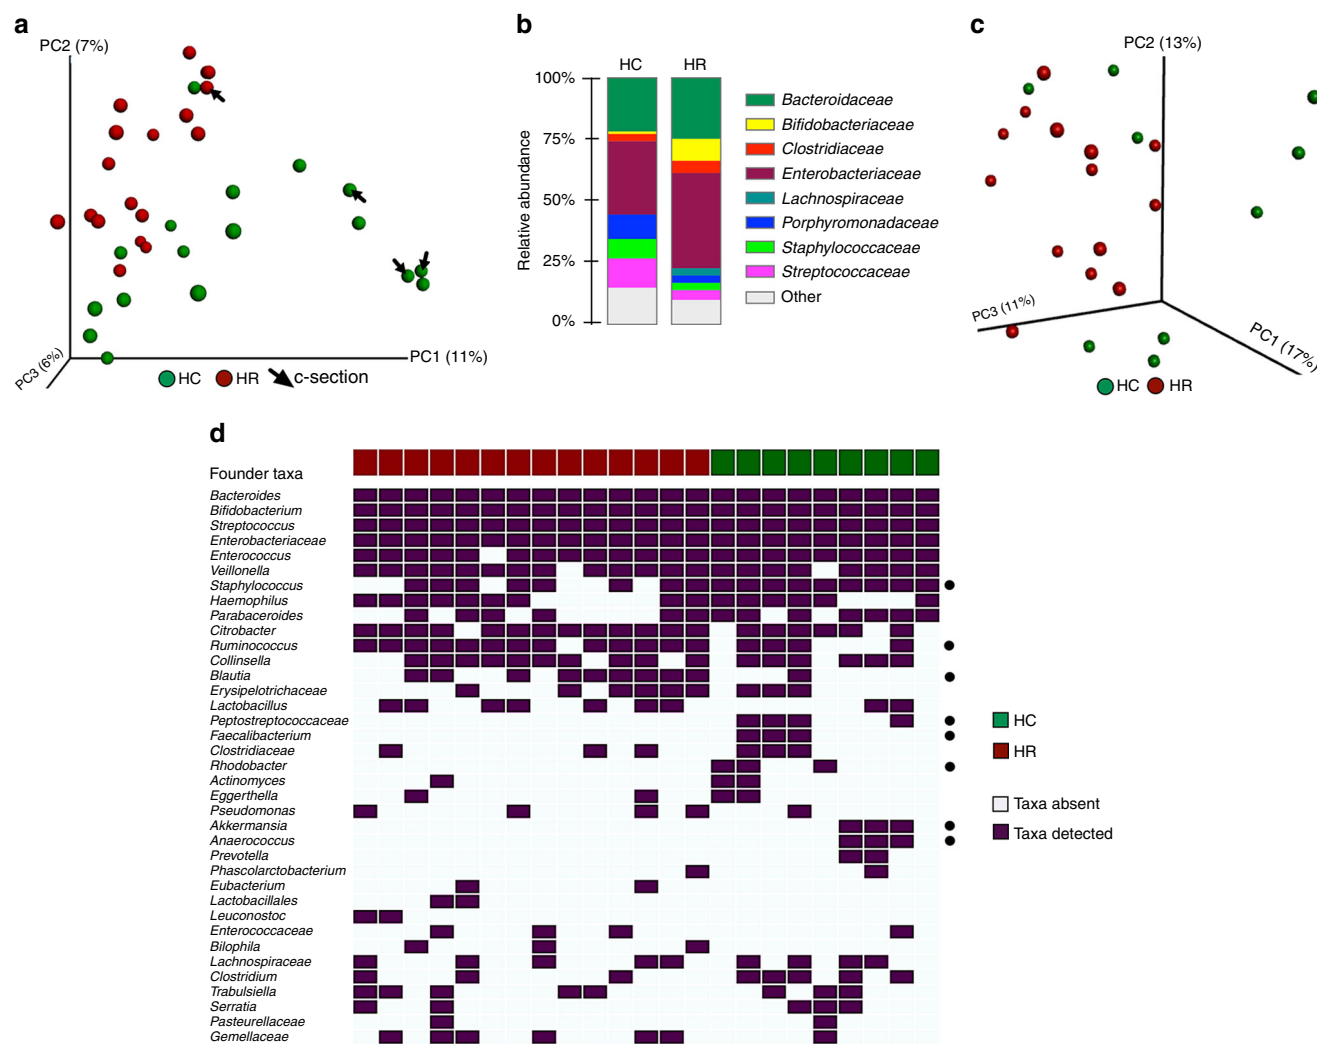 a
PC2 (7%)
PC3 (6%)
PC1 (11%)
HC HR c-section
b
HC HR
100%
75%
50%
25%
0%
Relative abundance
Bacteroidaceae
Bifidobacteriaceae
Clostridiaceae
Enterobacteriaceae
Lachnospiraceae
Porphyromonadaceae
Staphylococcaceae
Streptococcaceae
Other
c
PC2 (13%)
PC3 (11%)
PC1 (17%)
HC HR
d
Founder taxa
Bacteroides
Bifidobacterium
Streptococcus
Enterobacteriaceae
Enterococcus
Veillonella
Staphylococcus
Haemophilus
Parabaceroides
Citrobacter
Ruminococcus
Collinsella
Blautia
Erysipelotrichaceae
Lactobacillus
Peptostreptococcaceae
Faecalibacterium
Clostridiaceae
Rhodobacter
Actinomyces
Eggerthella
Pseudomonas
Akkermansia
Anaerococcus
Prevotella
Phascolarctobacterium
Eubacterium
Lactobacillales
Leuconostoc
Enterococcaceae
Bilophila
Lachnospiraceae
Clostridium
Trabulsiella
Serratia
Pasteurellaceae
Gemellaceae
HC
HR
Taxa absent
Taxa detected